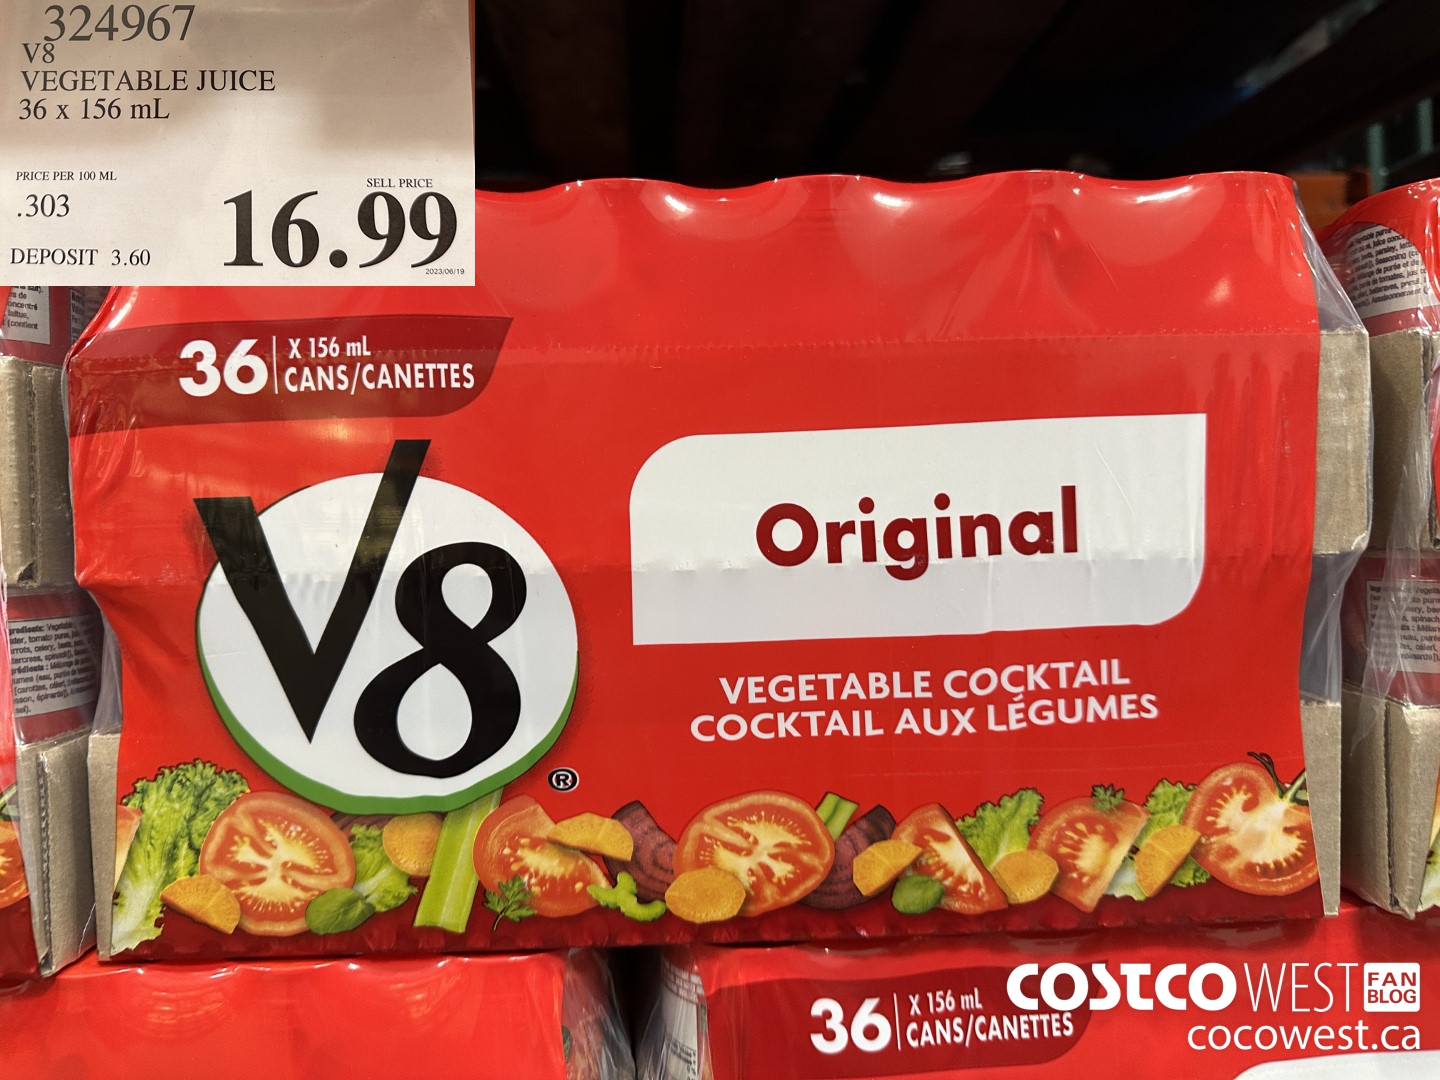 324967
V8
VEGETABLE JUICE
36 x 156 mL
PRICE PER 100 ML
.303
SELL PRICE
16.99
DEPOSIT 3.60
2023/06/19
36 X 156 mL
CANS/CANETTES
V8
®
Original
VEGETABLE COCKTAIL
COCKTAIL AUX LÉGUMES
36 X 156 mL
CANS/CANETTES
COSTCO WEST FAN BLOG
cocowest.ca